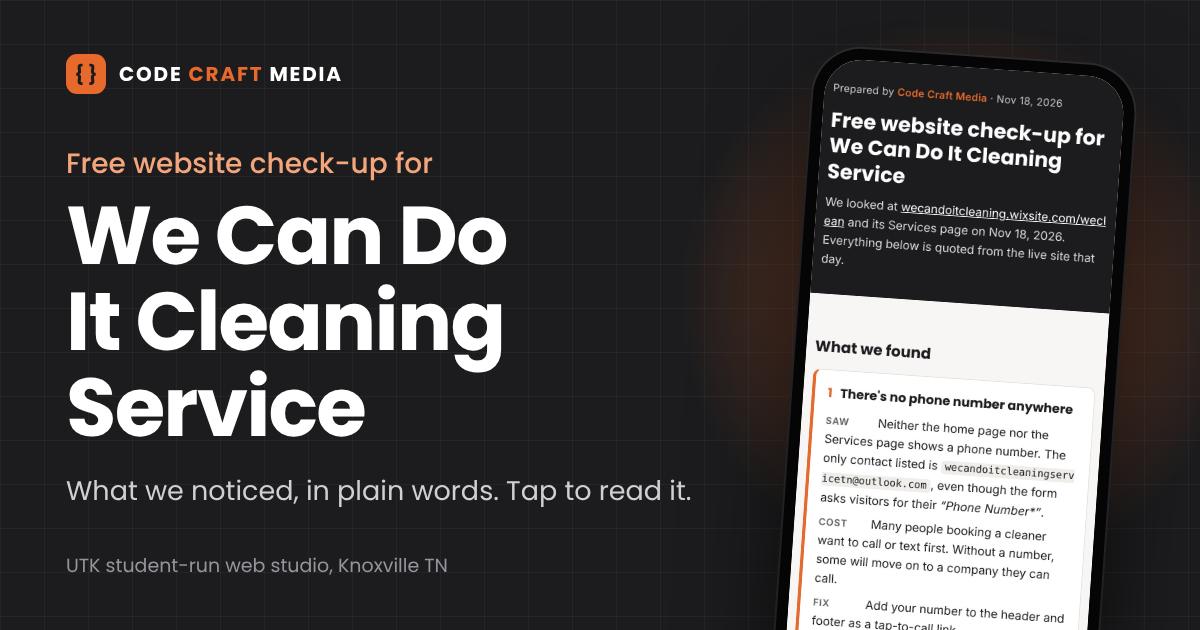 { } CODE CRAFT MEDIA
Free website check-up for
We Can Do
It Cleaning
Service
What we noticed, in plain words. Tap to read it.
UTK student-run web studio, Knoxville TN
Prepared by Code Craft Media · Nov 18, 2026
Free website check-up for
We Can Do It Cleaning
Service
We looked at wecandoitcleaning.wixsite.com/wecl
ean and its Services page on Nov 18, 2026.
Everything below is quoted from the live site that
day.
What we found
1 There's no phone number anywhere
SAW Neither the home page nor the
Services page shows a phone number. The
only contact listed is wecandoitcleaningserv
icetn@outlook.com, even though the form
asks visitors for their “Phone Number*”.
COST Many people booking a cleaner
want to call or text first. Without a number,
some will move on to a company they can
call.
FIX Add your number to the header and
footer as a tap-to-call link